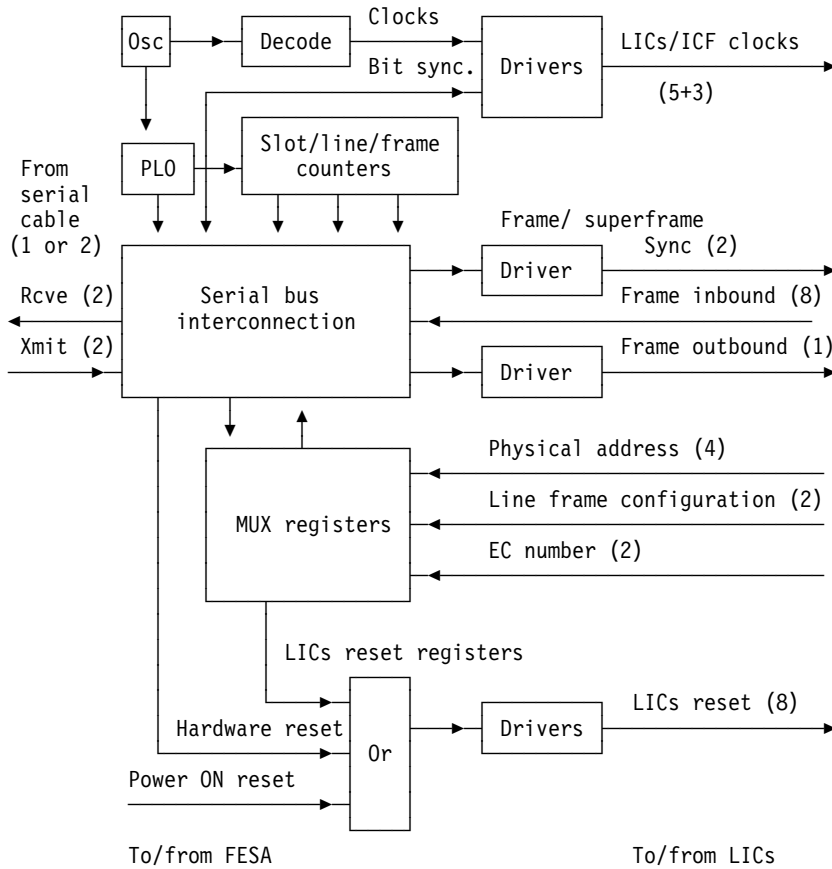 Clocks
Osc
Decode
Drivers
LICs/ICF clocks
Bit sync.
(5+3)
Slot/line/frame
counters
PLO
From
serial
cable
(1 or 2)
Frame/ superframe
Sync (2)
Driver
Rcve (2)
Serial bus
interconnection
Frame inbound (8)
Xmit (2)
Frame outbound (1)
Driver
Physical address (4)
Line frame configuration (2)
MUX registers
EC number (2)
LICs reset registers
LICs reset (8)
Hardware reset
Or
Drivers
Power ON reset
To/from FESA
To/from LICs